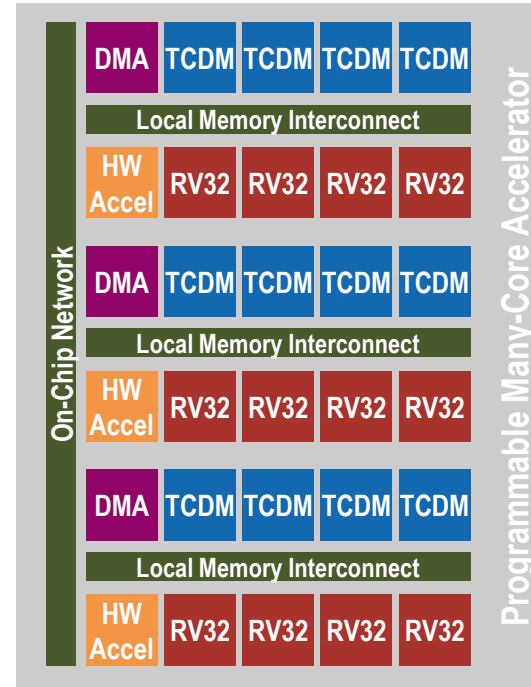 On-Chip Network
DMA TCDM TCDM TCDM TCDM
Local Memory Interconnect
HW
Accel
RV32 RV32 RV32 RV32
DMA TCDM TCDM TCDM TCDM
Local Memory Interconnect
HW
Accel
RV32 RV32 RV32 RV32
DMA TCDM TCDM TCDM TCDM
Local Memory Interconnect
HW
Accel
RV32 RV32 RV32 RV32
Programmable Many-Core Accelerator